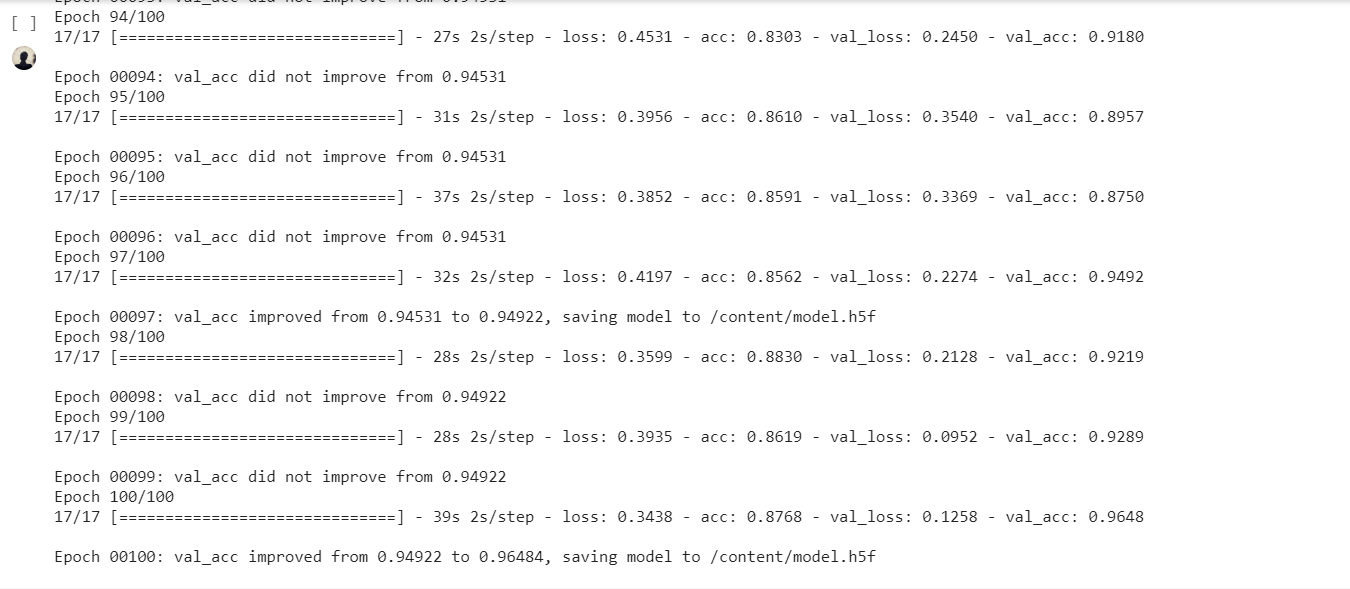 [ ]
Epoch 94/100
17/17 [==============================] - 27s 2s/step - loss: 0.4531 - acc: 0.8303 - val_loss: 0.2450 - val_acc: 0.9180
Epoch 00094: val_acc did not improve from 0.94531
Epoch 95/100
17/17 [==============================] - 31s 2s/step - loss: 0.3956 - acc: 0.8610 - val_loss: 0.3540 - val_acc: 0.8957
Epoch 00095: val_acc did not improve from 0.94531
Epoch 96/100
17/17 [==============================] - 37s 2s/step - loss: 0.3852 - acc: 0.8591 - val_loss: 0.3369 - val_acc: 0.8750
Epoch 00096: val_acc did not improve from 0.94531
Epoch 97/100
17/17 [==============================] - 32s 2s/step - loss: 0.4197 - acc: 0.8562 - val_loss: 0.2274 - val_acc: 0.9492
Epoch 00097: val_acc improved from 0.94531 to 0.94922, saving model to /content/model.h5f
Epoch 98/100
17/17 [==============================] - 28s 2s/step - loss: 0.3599 - acc: 0.8830 - val_loss: 0.2128 - val_acc: 0.9219
Epoch 00098: val_acc did not improve from 0.94922
Epoch 99/100
17/17 [==============================] - 28s 2s/step - loss: 0.3935 - acc: 0.8619 - val_loss: 0.0952 - val_acc: 0.9289
Epoch 00099: val_acc did not improve from 0.94922
Epoch 100/100
17/17 [==============================] - 39s 2s/step - loss: 0.3438 - acc: 0.8768 - val_loss: 0.1258 - val_acc: 0.9648
Epoch 00100: val_acc improved from 0.94922 to 0.96484, saving model to /content/model.h5f